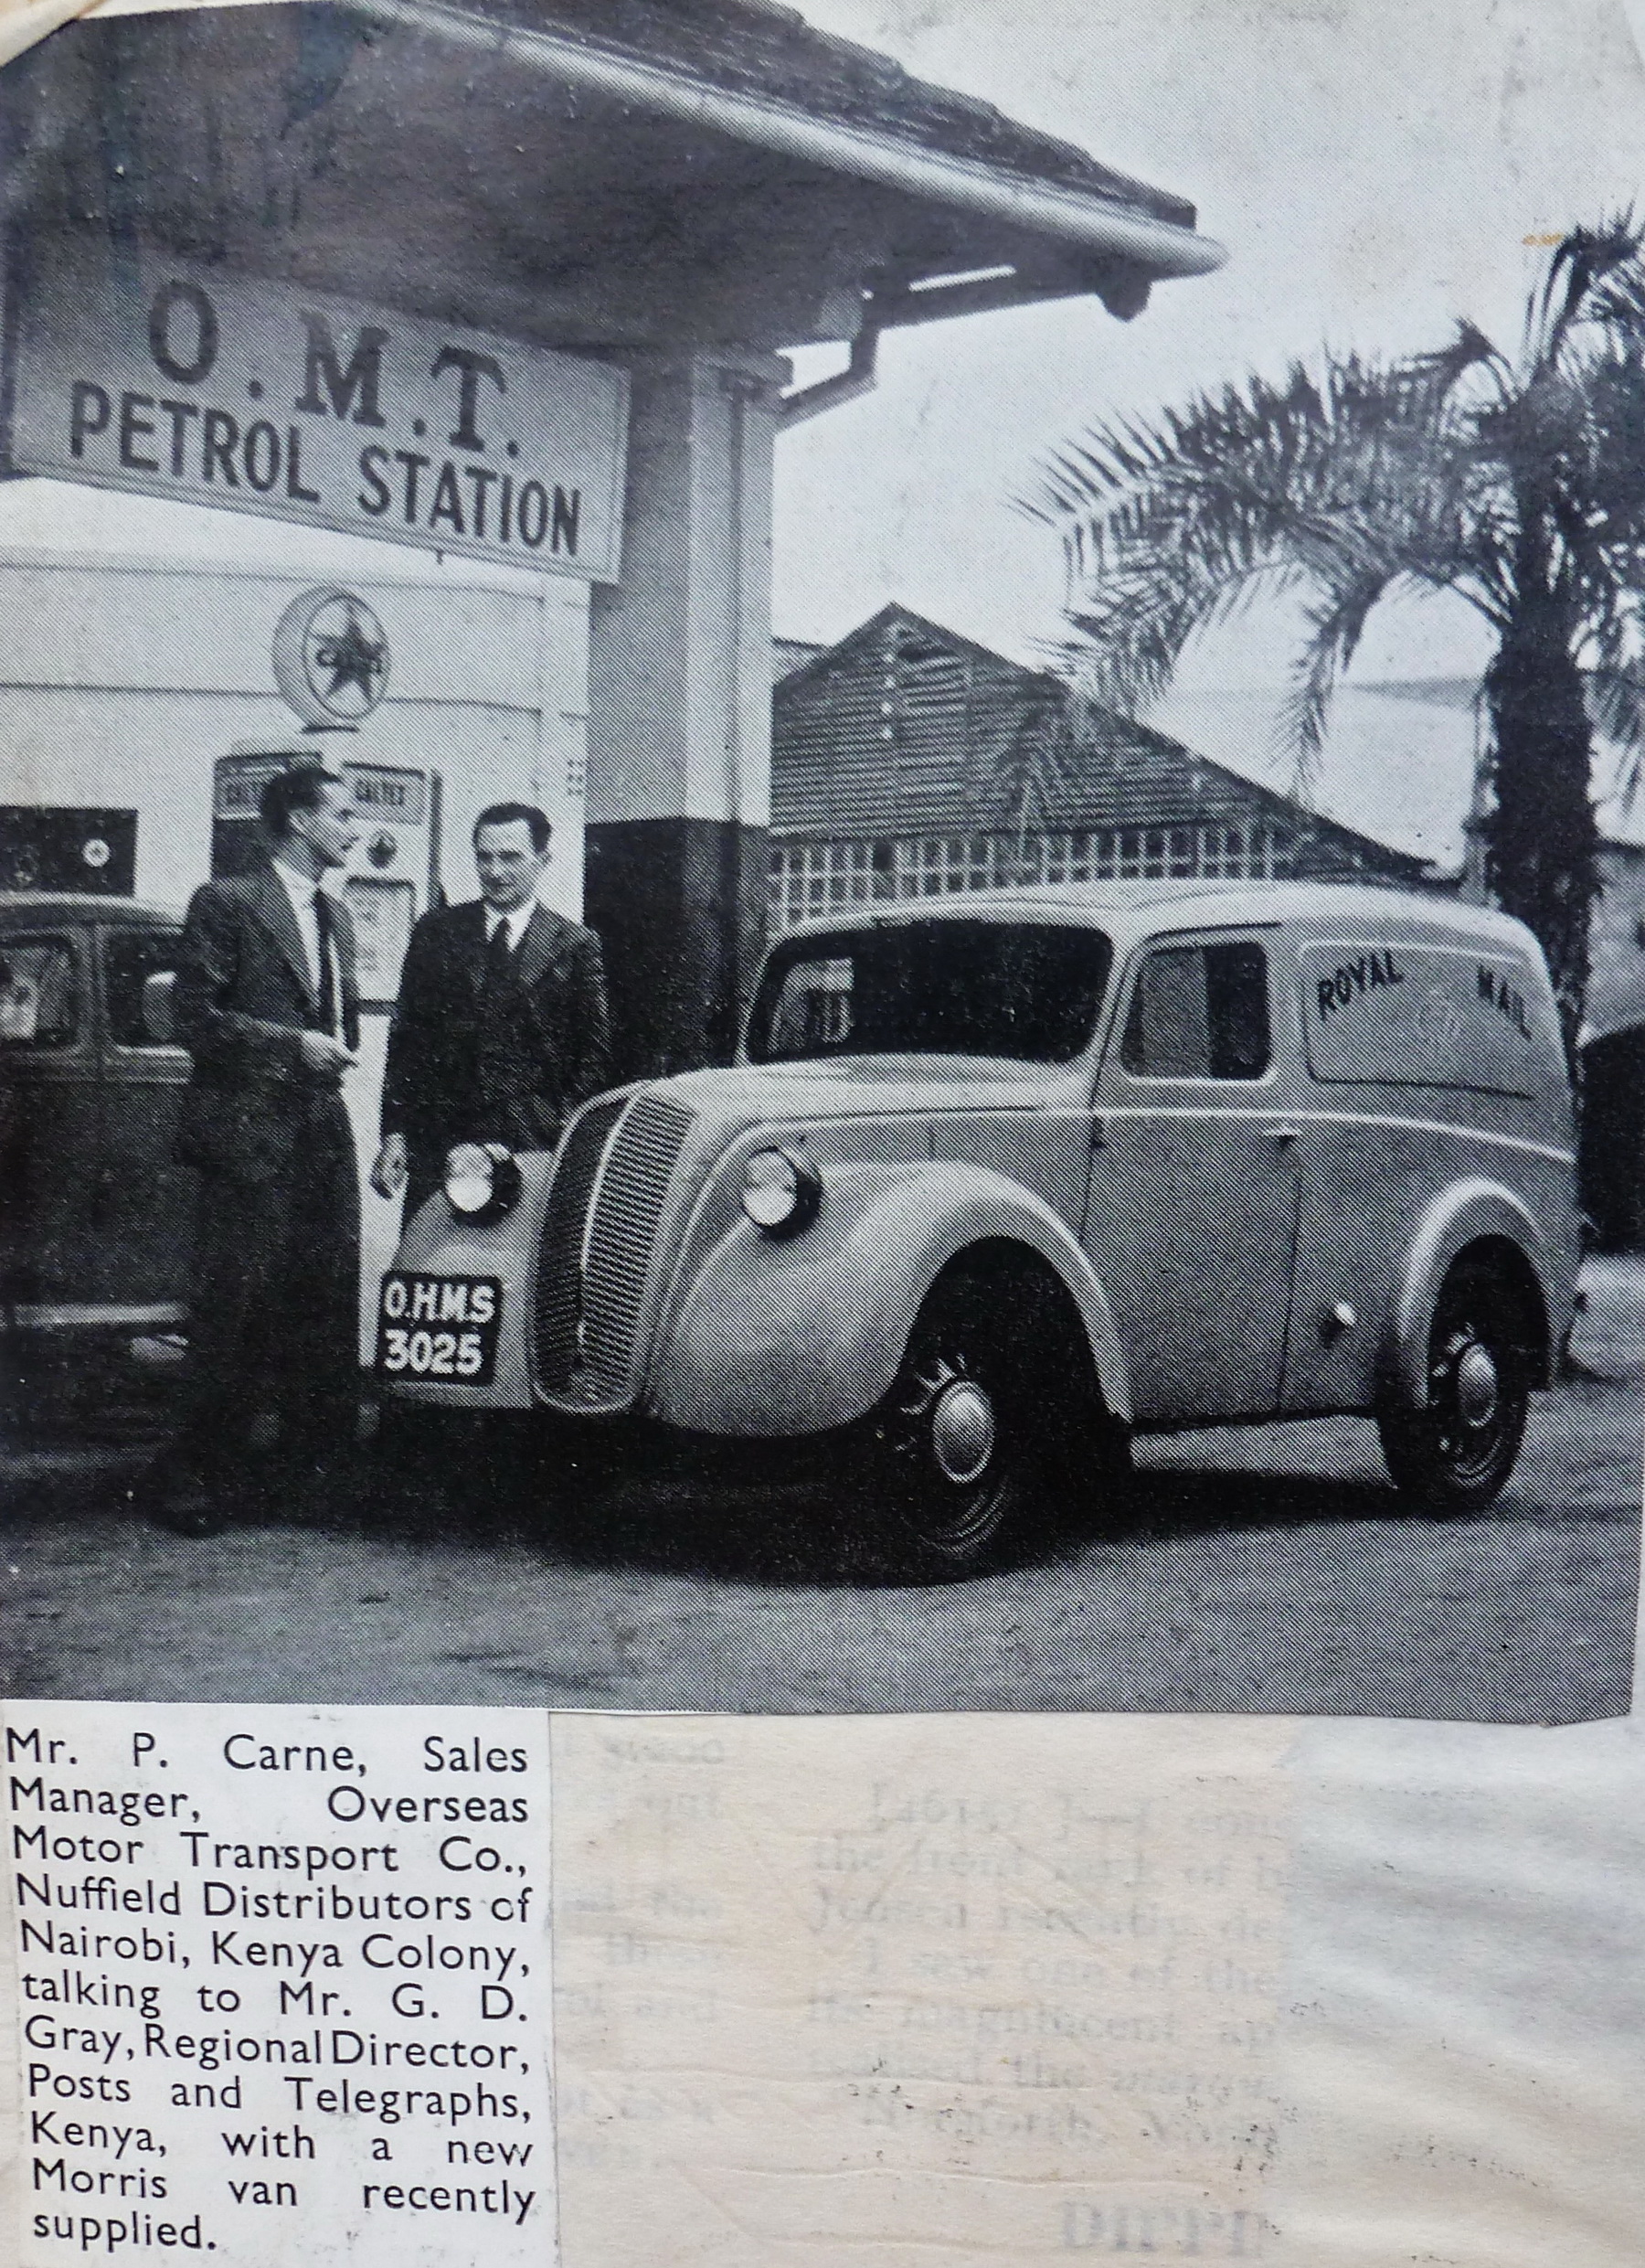 O.M.T.
PETROL STATION
CALTEX
ROYAL MAIL
O.H.M.S
3025
Mr. P. Carne, Sales
Manager, Overseas
Motor Transport Co.,
Nuffield Distributors of
Nairobi, Kenya Colony,
talking to Mr. G. D.
Gray, Regional Director,
Posts and Telegraphs,
Kenya, with a new
Morris van recently
supplied.